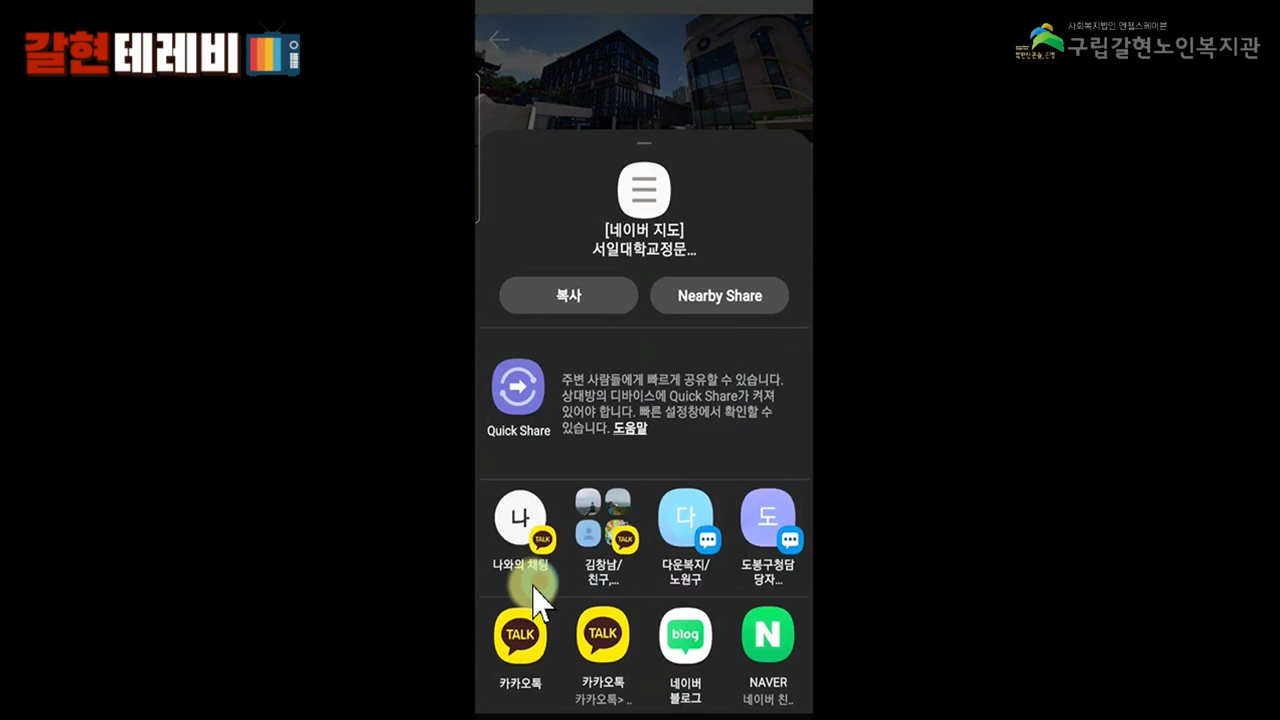 갈현테레비
사회복지법인 엔젤스헤이븐
구립갈현노인복지관
[네이버 지도]
서일대학교정문...
복사
Nearby Share
주변 사람들에게 빠르게 공유할 수 있습니다.
상대방의 디바이스에 Quick Share가 켜져
있어야 합니다. 빠른 설정창에서 확인할 수
있습니다. 도움말
Quick Share
나
TALK
나와의 채팅
TALK
김창남/
친구,...
다
다운복지/
노원구
도
도봉구청담
당자...
TALK
카카오톡
TALK
카카오톡
카카오톡> ..
blog
네이버
블로그
N
NAVER
네이버 친..